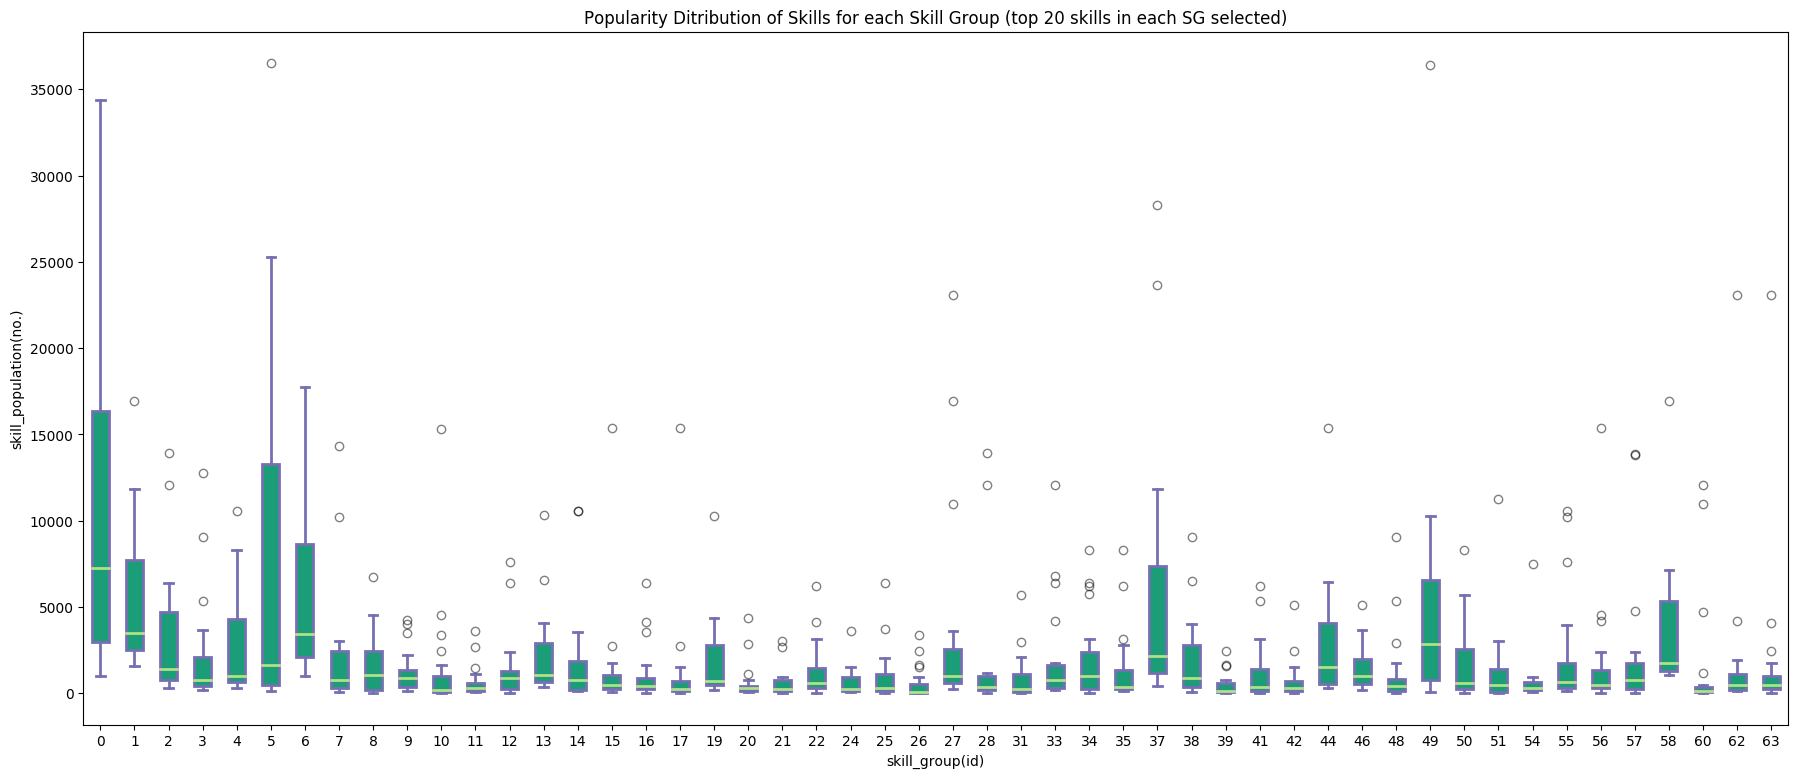 Popularity Ditribution of Skills for each Skill Group (top 20 skills in each SG selected)
skill_population(no.)
35000
30000
25000
20000
15000
10000
5000
0
0 1 2 3 4 5 6 7 8 9 10 11 12 13 14 15 16 17 19 20 21 22 24 25 26 27 28 31 33 34 35 37 38 39 41 42 44 46 48 49 50 51 54 55 56 57 58 60 62 63
skill_group(id)